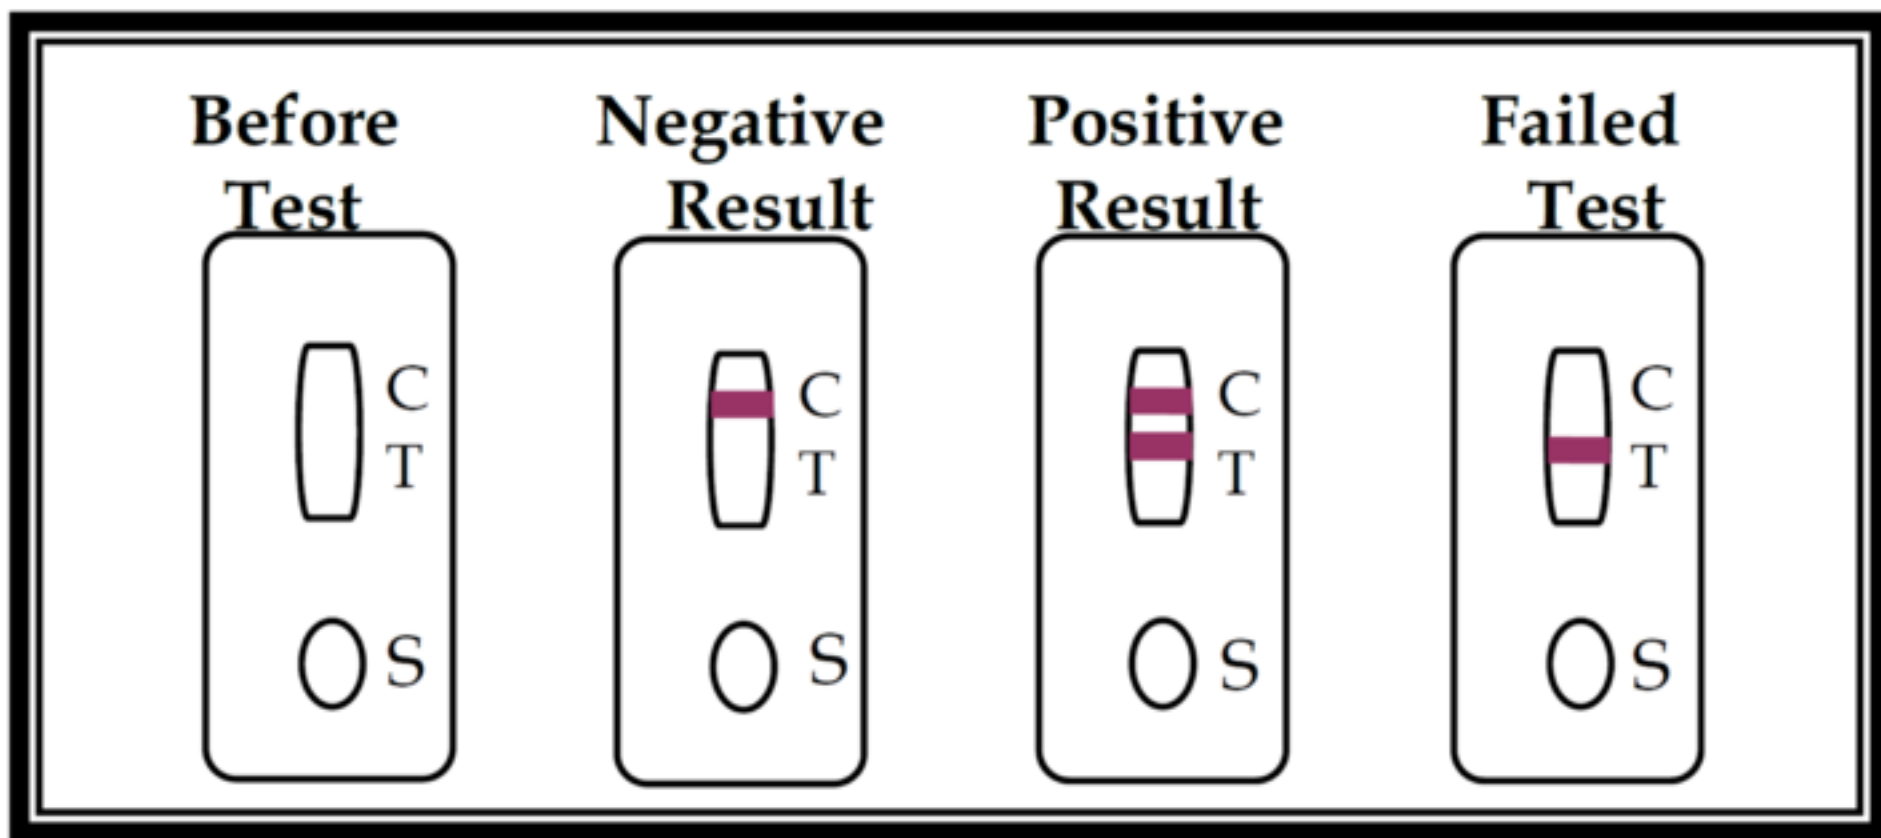 Before
Test
C
T
S
Negative
Result
C
T
S
Positive
Result
C
T
S
Failed
Test
C
T
S